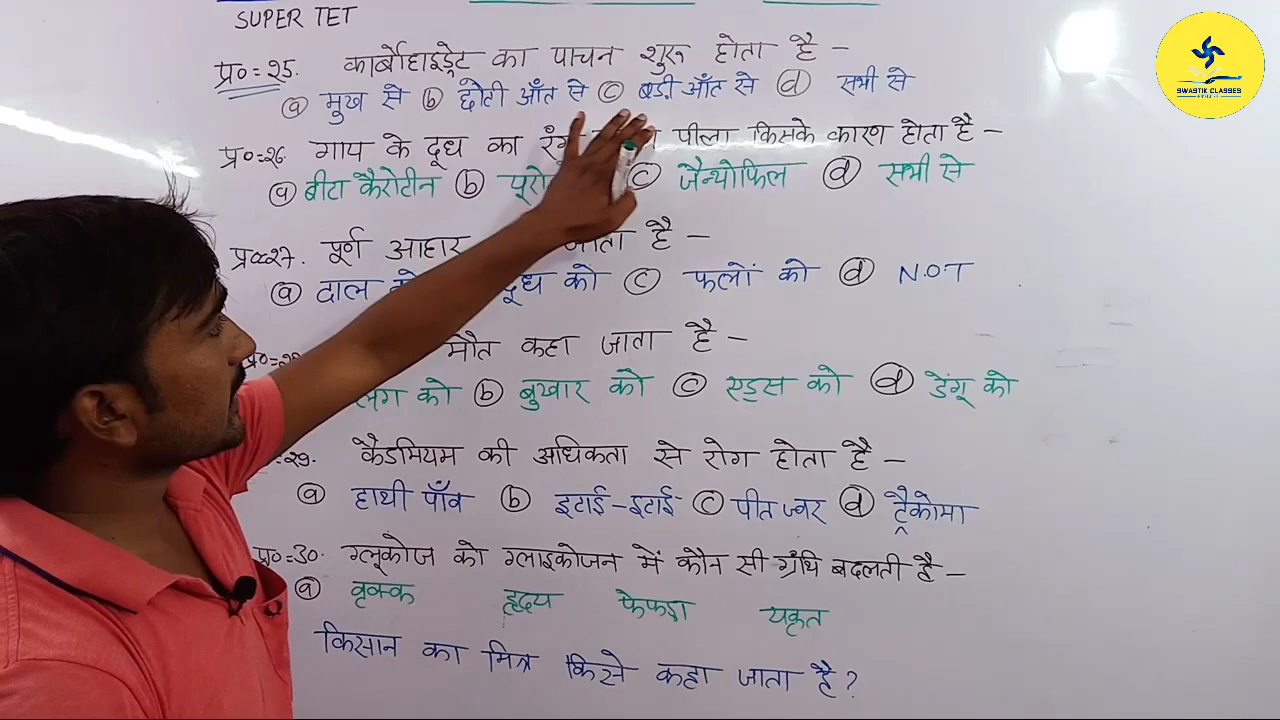 SUPER TET
प्र०=25. कार्बोहाइड्रेट का पाचन शुरू होता है –
ⓐ मुख से ⓑ छोती आँत से ⓒ बड़ी आँत से ⓓ सभी से
प्र०=26. गाय के दूध का रंग पीला किसके कारण होता है –
ⓐ बीटा कैरोटीन ⓑ ⓒ जैन्थोफिल ⓓ सभी से
प्र०=27. पूर्ण आहार जाता है –
ⓐ दाल दूध को ⓒ फलों को ⓓ N.O.T
मौत कहा जाता है –
को ⓑ बुखार को ⓒ एड्स को ⓓ डेंगू को
=29. कैडमियम की अधिकता से रोग होता है –
ⓐ हाथी पाँव ⓑ इटाई-इटाई ⓒ पीत ज्वर ⓓ ट्रैकोमा
प्र०=30. ग्लूकोज को ग्लाइकोजन में कौन सी ग्रंथि बदलती है –
ⓐ वृक्क हृदय फेफड़ा यकृत
किसान का मित्र किसे कहा जाता है?
SWASTIK CLASSES